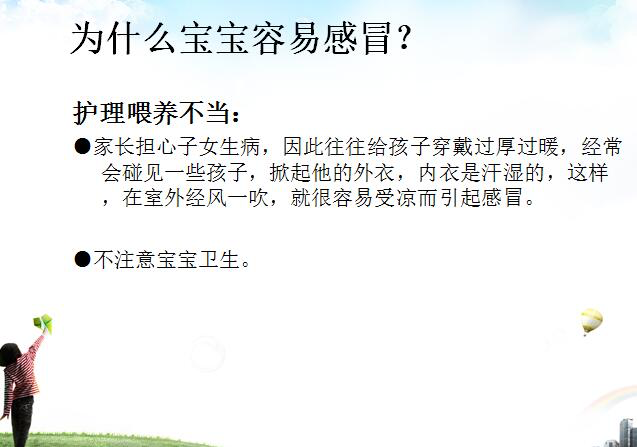 为什么宝宝容易感冒？
护理喂养不当：
●家长担心子女生病，因此往往给孩子穿戴过厚过暖，经常
会碰见一些孩子，掀起他的外衣，内衣是汗湿的，这样
，在室外经风一吹，就很容易受凉而引起感冒。
●不注意宝宝卫生。